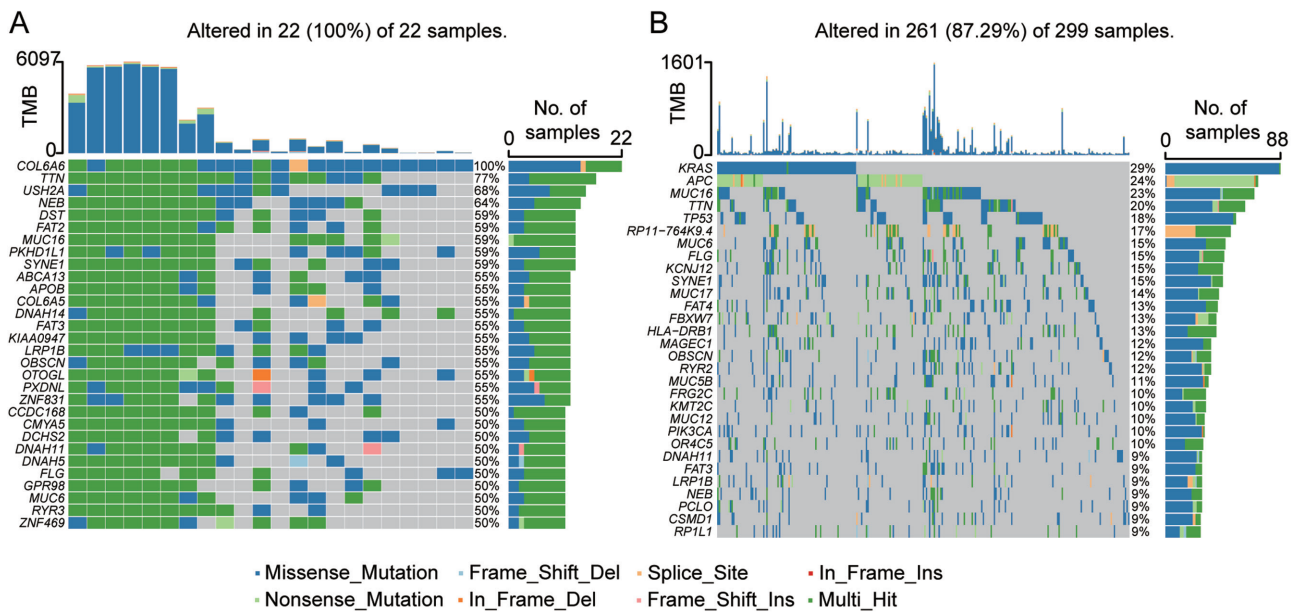 A
Altered in 22 (100%) of 22 samples.
6097
TMB
0
No. of
samples
0 22
COL6A6 100%
TTN 77%
USH2A 68%
NEB 64%
DST 59%
FAT2 59%
MUC16 59%
PKHD1L1 59%
SYNE1 59%
ABCA13 55%
APOB 55%
COL6A5 55%
DNAH14 55%
FAT3 55%
KIAA0947 55%
LRP1B 55%
OBSCN 55%
OTOGL 55%
PXDNL 55%
ZNF831 55%
CCDC168 50%
CMYA5 50%
DCHS2 50%
DNAH11 50%
DNAH5 50%
FLG 50%
GPR98 50%
MUC6 50%
RYR3 50%
ZNF469 50%
B
Altered in 261 (87.29%) of 299 samples.
1601
TMB
0
No. of
samples
0 88
KRAS 29%
APC 24%
MUC16 23%
TTN 20%
TP53 18%
RP11-764K9.4 17%
MUC6 15%
FLG 15%
KCNJ12 15%
SYNE1 15%
MUC17 14%
FAT4 13%
FBXW7 13%
HLA-DRB1 13%
MAGEC1 12%
OBSCN 12%
RYR2 12%
MUC5B 11%
FRG2C 10%
KMT2C 10%
MUC12 10%
PIK3CA 10%
OR4C5 10%
DNAH11 9%
FAT3 9%
LRP1B 9%
NEB 9%
PCLO 9%
CSMD1 9%
RP1L1 9%
Missense_Mutation Frame_Shift_Del Splice_Site In_Frame_Ins
Nonsense_Mutation In_Frame_Del Frame_Shift_Ins Multi_Hit